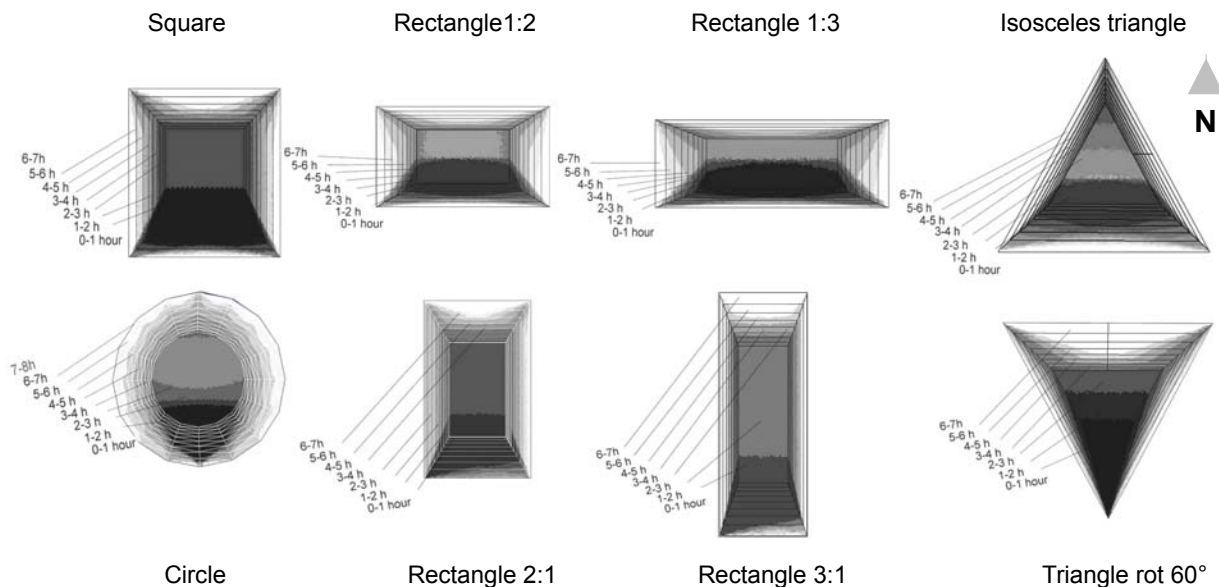 Square
Rectangle1:2
Rectangle 1:3
Isosceles triangle
N
6-7h
5-6 h
4-5 h
3-4 h
2-3 h
1-2 h
0-1 hour
6-7h
5-6 h
4-5 h
3-4 h
2-3 h
1-2 h
0-1 hour
6-7h
5-6 h
4-5 h
3-4 h
2-3 h
1-2 h
0-1 hour
6-7h
5-6 h
4-5 h
3-4 h
2-3 h
1-2 h
0-1 hour
7-8h
6-7h
5-6 h
4-5 h
3-4 h
2-3 h
1-2 h
0-1 hour
6-7h
5-6 h
4-5 h
3-4 h
2-3 h
1-2 h
0-1 hour
6-7h
5-6 h
4-5 h
3-4 h
2-3 h
1-2 h
0-1 hour
6-7h
5-6 h
4-5 h
3-4 h
2-3 h
1-2 h
0-1 hour
Circle
Rectangle 2:1
Rectangle 3:1
Triangle rot 60°